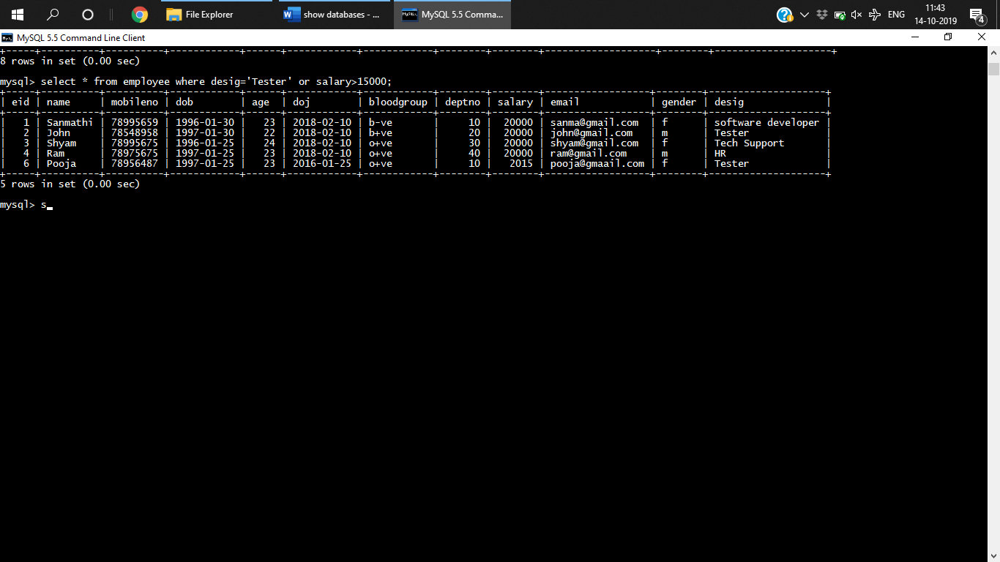 File Explorer
show databases - ...
MySQL 5.5 Comma...
ENG
11:43
14-10-2019
4
MySQL 5.5 Command Line Client
+-----+----------+----------+------------+------+------------+------------+--------+--------+-------------------+--------+--------------------+
8 rows in set (0.00 sec)
mysql> select * from employee where desig='Tester' or salary>15000;
+-----+----------+----------+------------+------+------------+------------+--------+--------+------------------+--------+--------------------+
| eid | name     | mobileno | dob        | age  | doj        | bloodgroup | deptno | salary | email            | gender | desig              |
+-----+----------+----------+------------+------+------------+------------+--------+--------+------------------+--------+--------------------+
|   1 | Sanmathi | 78995659 | 1996-01-30 |   23 | 2018-02-10 | b-ve       |     10 |  20000 | sanma@gmail.com  | f      | software developer |
|   2 | John     | 78548958 | 1997-01-30 |   22 | 2018-02-10 | b+ve       |     20 |  20000 | john@gmail.com   | m      | Tester             |
|   3 | Shyam    | 78995675 | 1996-01-25 |   24 | 2018-02-10 | o+ve       |     30 |  20000 | shyam@gmail.com  | f      | Tech Support       |
|   4 | Ram      | 78975675 | 1997-01-25 |   23 | 2018-02-10 | o+ve       |     40 |  20000 | ram@gmail.com    | m      | HR                 |
|   6 | Pooja    | 78956487 | 1997-01-25 |   23 | 2016-01-25 | o+ve       |     10 |   2015 | pooja@gmaail.com | f      | Tester             |
+-----+----------+----------+------------+------+------------+------------+--------+--------+------------------+--------+--------------------+
5 rows in set (0.00 sec)
mysql> s